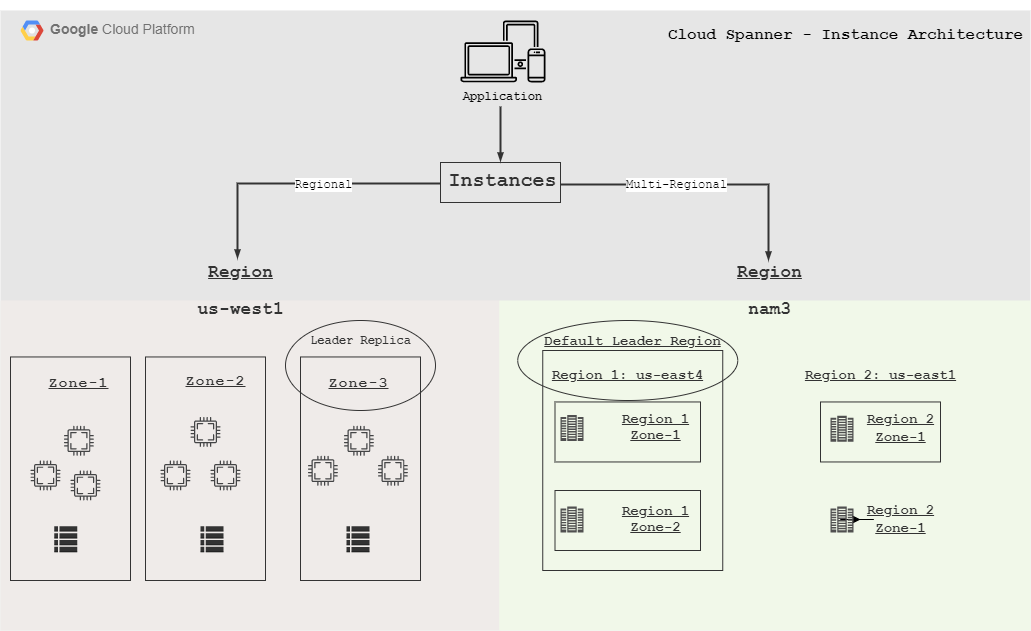 Google Cloud Platform
Cloud Spanner - Instance Architecture
Application
Instances
Regional
Multi-Regional
Region
Region
us-west1
nam3
Leader Replica
Zone-1
Zone-2
Zone-3
Default Leader Region
Region 1: us-east4
Region 2: us-east1
Region 1
Zone-1
Region 2
Zone-1
Region 1
Zone-2
Region 2
Zone-1